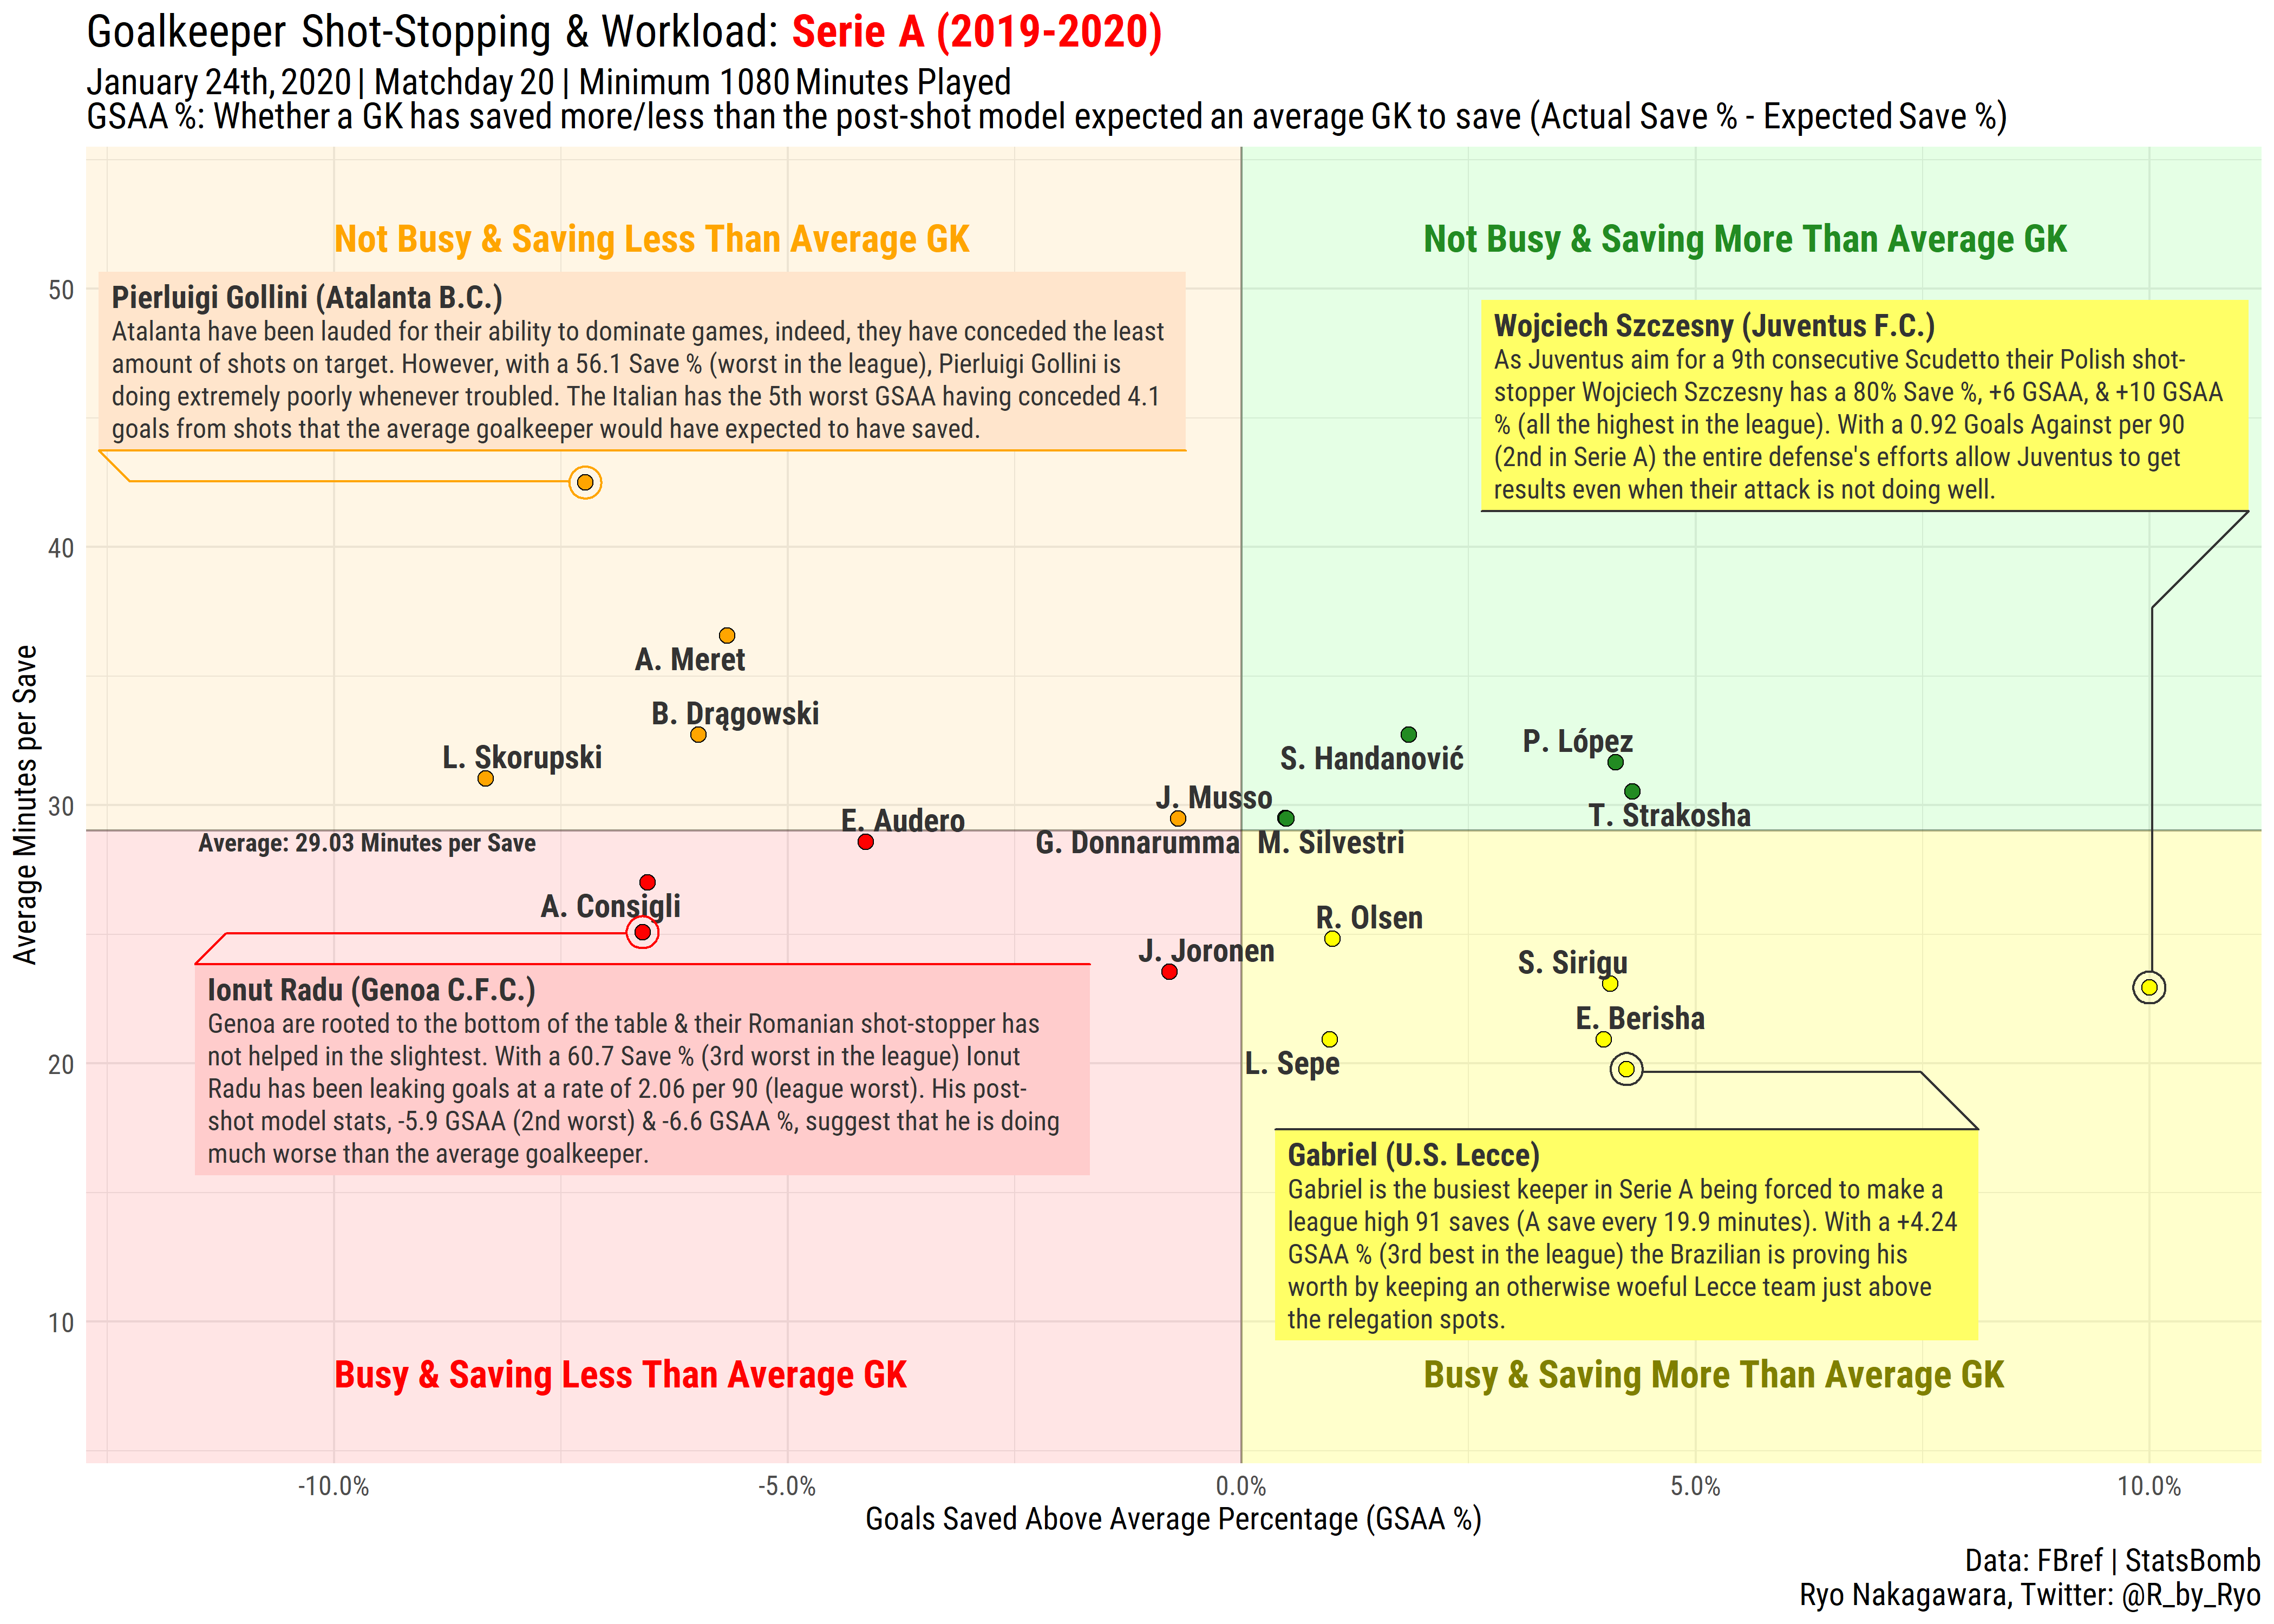 Goalkeeper Shot-Stopping & Workload: Serie A (2019-2020)
January 24th, 2020 | Matchday 20 | Minimum 1080 Minutes Played
GSAA %: Whether a GK has saved more/less than the post-shot model expected an average GK to save (Actual Save % - Expected Save %)
Not Busy & Saving Less Than Average GK
Not Busy & Saving More Than Average GK
Pierluigi Gollini (Atalanta B.C.)
Atalanta have been lauded for their ability to dominate games, indeed, they have conceded the least
amount of shots on target. However, with a 56.1 Save % (worst in the league), Pierluigi Gollini is
doing extremely poorly whenever troubled. The Italian has the 5th worst GSAA having conceded 4.1
goals from shots that the average goalkeeper would have expected to have saved.
Wojciech Szczesny (Juventus F.C.)
As Juventus aim for a 9th consecutive Scudetto their Polish shot-
stopper Wojciech Szczesny has a 80% Save %, +6 GSAA, & +10 GSAA
% (all the highest in the league). With a 0.92 Goals Against per 90
(2nd in Serie A) the entire defense's efforts allow Juventus to get
results even when their attack is not doing well.
A. Meret
B. Drągowski
L. Skorupski
S. Handanović
P. López
T. Strakosha
J. Musso
E. Audero
G. Donnarumma
M. Silvestri
Average: 29.03 Minutes per Save
A. Consigli
R. Olsen
J. Joronen
S. Sirigu
E. Berisha
L. Sepe
Ionut Radu (Genoa C.F.C.)
Genoa are rooted to the bottom of the table & their Romanian shot-stopper has
not helped in the slightest. With a 60.7 Save % (3rd worst in the league) Ionut
Radu has been leaking goals at a rate of 2.06 per 90 (league worst). His post-
shot model stats, -5.9 GSAA (2nd worst) & -6.6 GSAA %, suggest that he is doing
much worse than the average goalkeeper.
Gabriel (U.S. Lecce)
Gabriel is the busiest keeper in Serie A being forced to make a
league high 91 saves (A save every 19.9 minutes). With a +4.24
GSAA % (3rd best in the league) the Brazilian is proving his
worth by keeping an otherwise woeful Lecce team just above
the relegation spots.
Busy & Saving Less Than Average GK
Busy & Saving More Than Average GK
50
40
30
20
10
Average Minutes per Save
-10.0%
-5.0%
0.0%
5.0%
10.0%
Goals Saved Above Average Percentage (GSAA %)
Data: FBref | StatsBomb
Ryo Nakagawara, Twitter: @R_by_Ryo